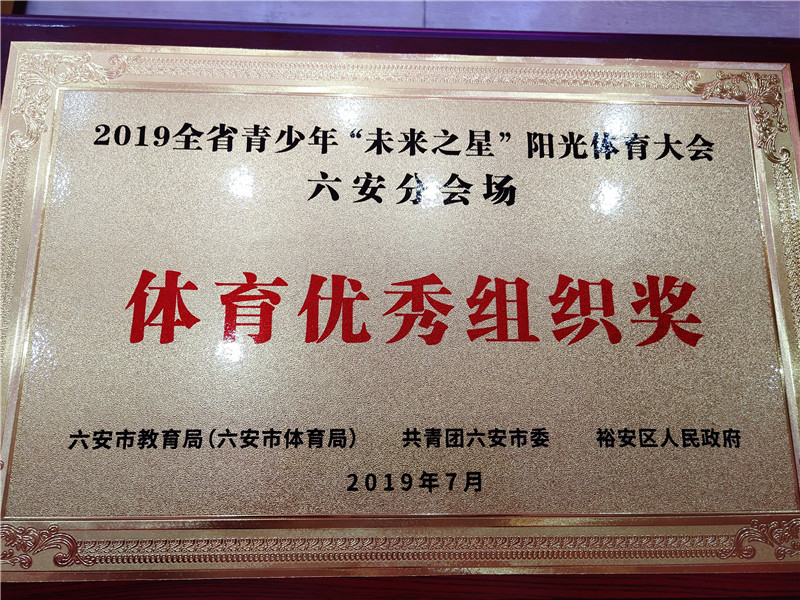 2019全省青少年“未来之星”阳光体育大会
六安分会场
体育优秀组织奖
六安市教育局(六安市体育局) 共青团六安市委 裕安区人民政府
2019年7月